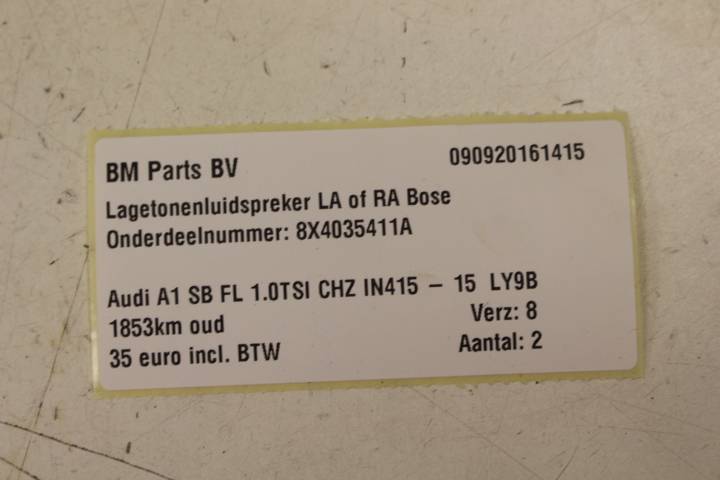 BM Parts BV 090920161415
Lagetonenluidspreker LA of RA Bose
Onderdeelnummer: 8X4035411A
Audi A1 SB FL 1.0TSI CHZ IN415 – 15 LY9B
1853km oud Verz: 8
35 euro incl. BTW Aantal: 2